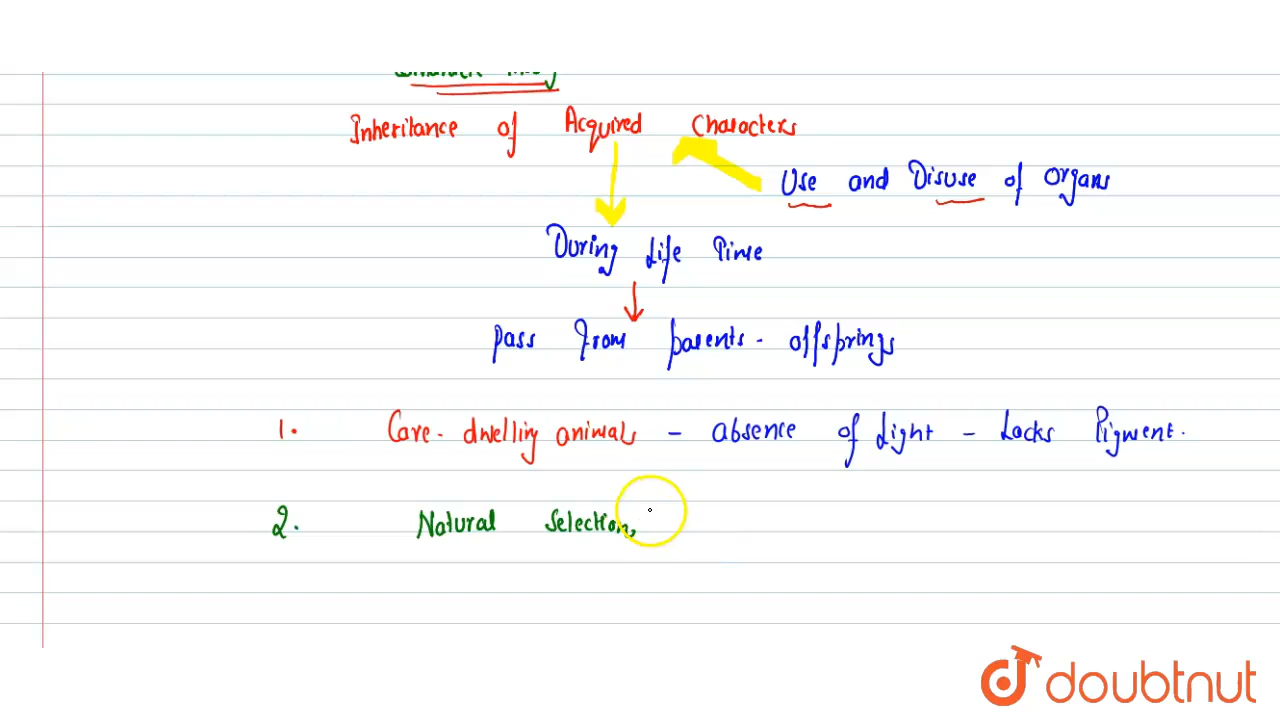 Inheritance of Acquired Characters
Use and Disuse of Organs
During Life Time
Pass from parents - offsprings
1. Cave-dwelling animals - absence of Light - Lacks Pigment.
2. Natural Selection,
doubtnut